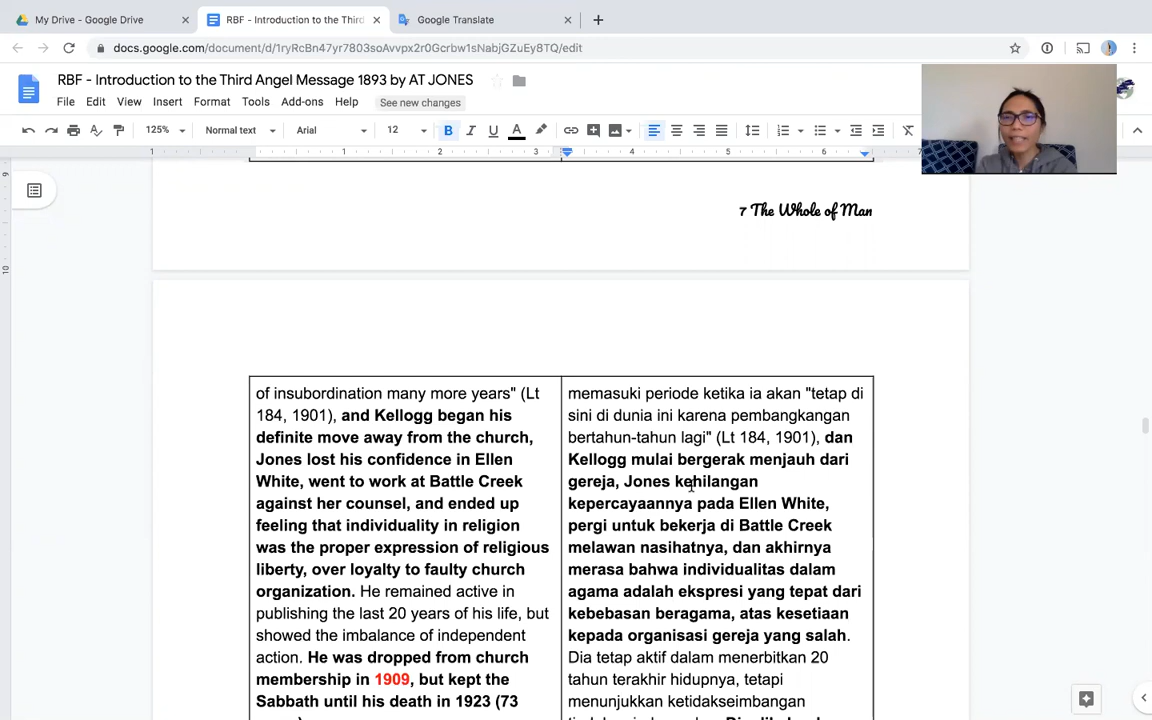 My Drive - Google Drive
RBF - Introduction to the Third
Google Translate
docs.google.com/document/d/1ryRcBn47yr7803soAvvpx2r0Gcrbw1sNabjGZuEy8TQ/edit
RBF - Introduction to the Third Angel Message 1893 by AT JONES
File Edit View Insert Format Tools Add-ons Help See new changes
125% Normal text Arial 12
1 1 2 3 4 5 6 7
9
10
7 The Whole of Man
of insubordination many more years" (Lt
184, 1901), and Kellogg began his
definite move away from the church,
Jones lost his confidence in Ellen
White, went to work at Battle Creek
against her counsel, and ended up
feeling that individuality in religion
was the proper expression of religious
liberty, over loyalty to faulty church
organization. He remained active in
publishing the last 20 years of his life, but
showed the imbalance of independent
action. He was dropped from church
membership in 1909, but kept the
Sabbath until his death in 1923 (73
memasuki periode ketika ia akan "tetap di
sini di dunia ini karena pembangkangan
bertahun-tahun lagi" (Lt 184, 1901), dan
Kellogg mulai bergerak menjauh dari
gereja, Jones kehilangan
kepercayaannya pada Ellen White,
pergi untuk bekerja di Battle Creek
melawan nasihatnya, dan akhirnya
merasa bahwa individualitas dalam
agama adalah ekspresi yang tepat dari
kebebasan beragama, atas kesetiaan
kepada organisasi gereja yang salah.
Dia tetap aktif dalam menerbitkan 20
tahun terakhir hidupnya, tetapi
menunjukkan ketidakseimbangan